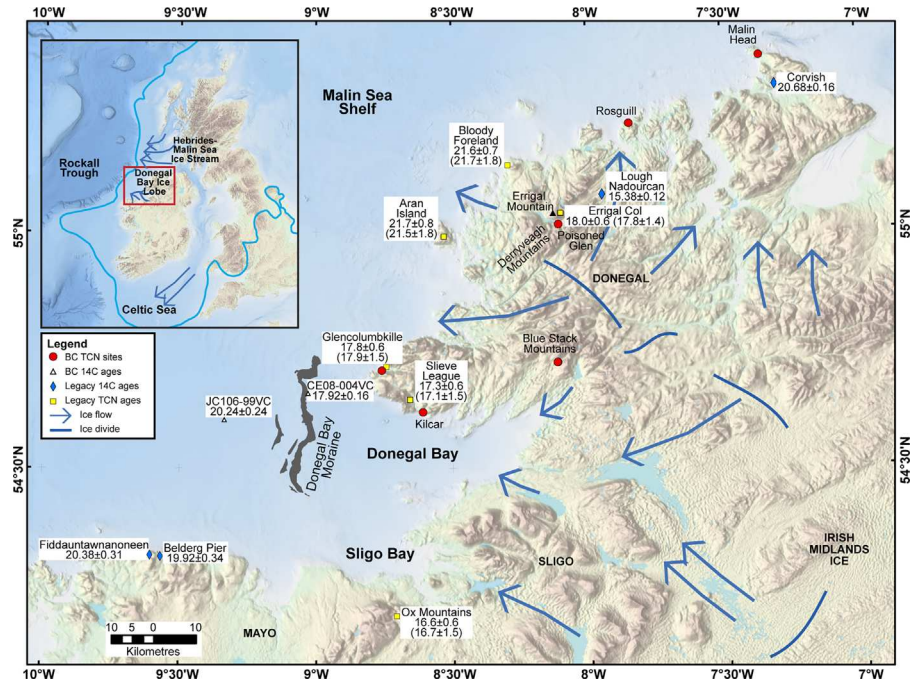 10°W
9°30'W
9°W
8°30'W
8°W
7°30'W
7°W
Malin
Head
Corvish
20.68±0.16
Malin Sea
Shelf
Rosguill
Bloody
Foreland
21.6±0.7
(21.7±1.8)
Hebrides-
Malin Sea
Ice Stream
Rockall
Trough
Donegal
Bay Ice
Lobe
Celtic Sea
Lough
Nadourcan
15.38±0.12
Errigal
Mountain
Errigal Col
18.0±0.6 (17.8±1.4)
Aran
Island
21.7±0.8
(21.5±1.8)
55°N
55°N
Poisoned
Glen
Derryveagh
Mountains
DONEGAL
Legend
BC TCN sites
BC 14C ages
Legacy 14C ages
Legacy TCN ages
Ice flow
Ice divide
Glencolumbkille
17.8±0.6
(17.9±1.5)
Blue Stack
Mountains
Slieve
League
17.3±0.6
(17.1±1.5)
CE08-004VC
17.92±0.16
JC106-99VC
20.24±0.24
Kilcar
Donegal Bay
Moraine
Donegal Bay
54°30'N
54°30'N
Fiddauntawnanoneen
20.38±0.31
Belderg Pier
19.92±0.34
Sligo Bay
SLIGO
IRISH
MIDLANDS
ICE
Ox Mountains
16.6±0.6
(16.7±1.5)
MAYO
10 5 0 10
Kilometres
10°W
9°30'W
9°W
8°30'W
8°W
7°30'W
7°W